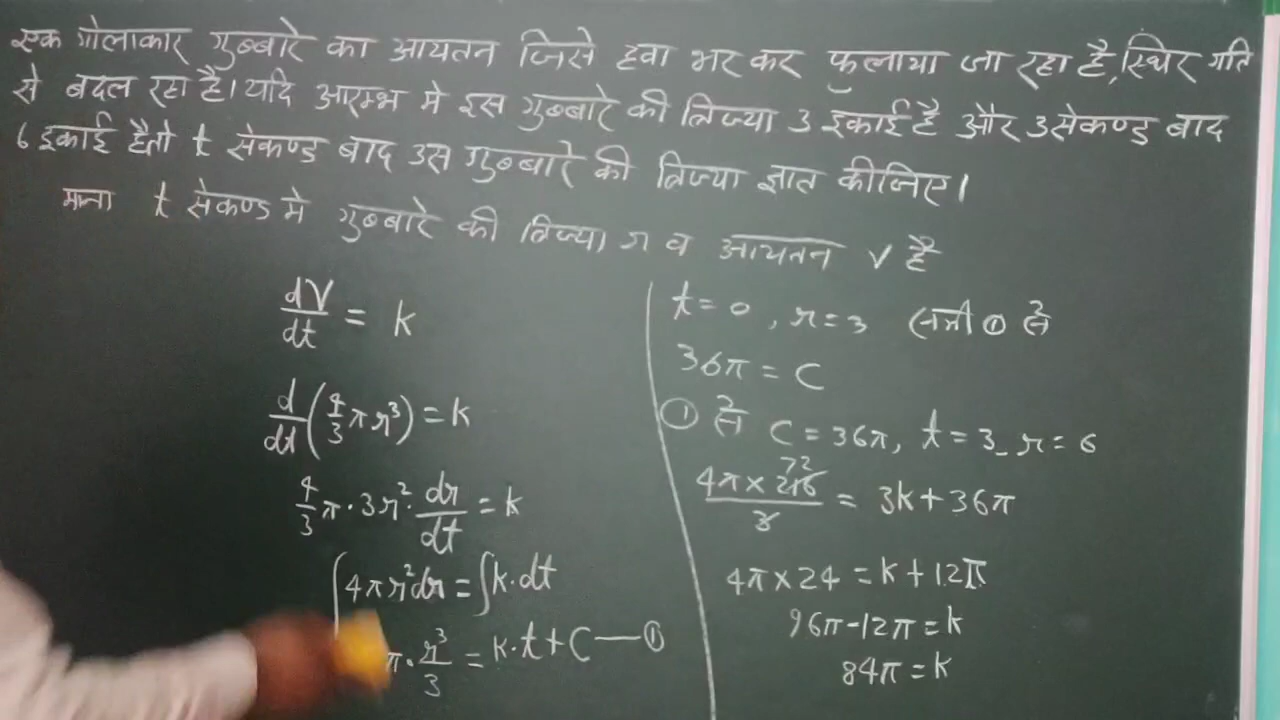 एक गोलाकार गुब्बारे का आयतन जिसे हवा भर कर फुलाया जा रहा है, स्थिर गति
से बदल रहा है। यदि आरम्भ मे इस गुब्बारे की त्रिज्या 3 इकाई है और 3 सेकण्ड बाद
6 इकाई है तो t सेकण्ड बाद उस गुब्बारे की त्रिज्या ज्ञात कीजिए।
माना t सेकण्ड मे गुब्बारे की त्रिज्या r व आयतन V है
dV/dt = k
d/dt(4/3 π r³) = k
4/3 π · 3r² · dr/dt = k
∫4πr²dr = ∫k·dt
π · r³/3 = k·t + C — ①
t = 0, r = 3 समी ① से
36π = C
① से C = 36π, t = 3, r = 6
4π × 216/3 = 3k + 36π
72
4π × 24 = k + 12π
96π - 12π = k
84π = k